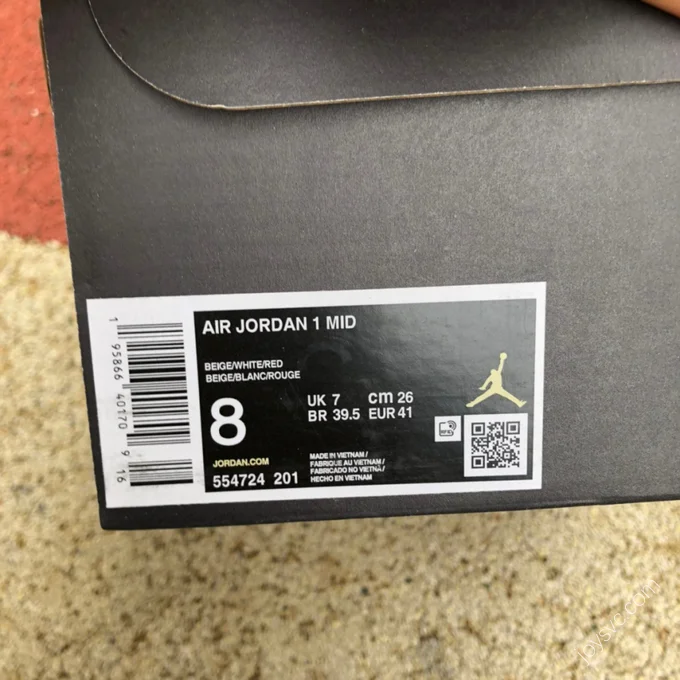 1 95866 40170 9 16
AIR JORDAN 1 MID
BEIGE/WHITE/RED
BEIGE/BLANC/ROUGE
8
UK 7 cm 26
BR 39.5 EUR 41
JORDAN.COM
554724 201
MADE IN VIETNAM/
FABRIQUE AU VIETNAM/
FABRICADO NO VIETNÃ/
HECHO EN VIETNAM